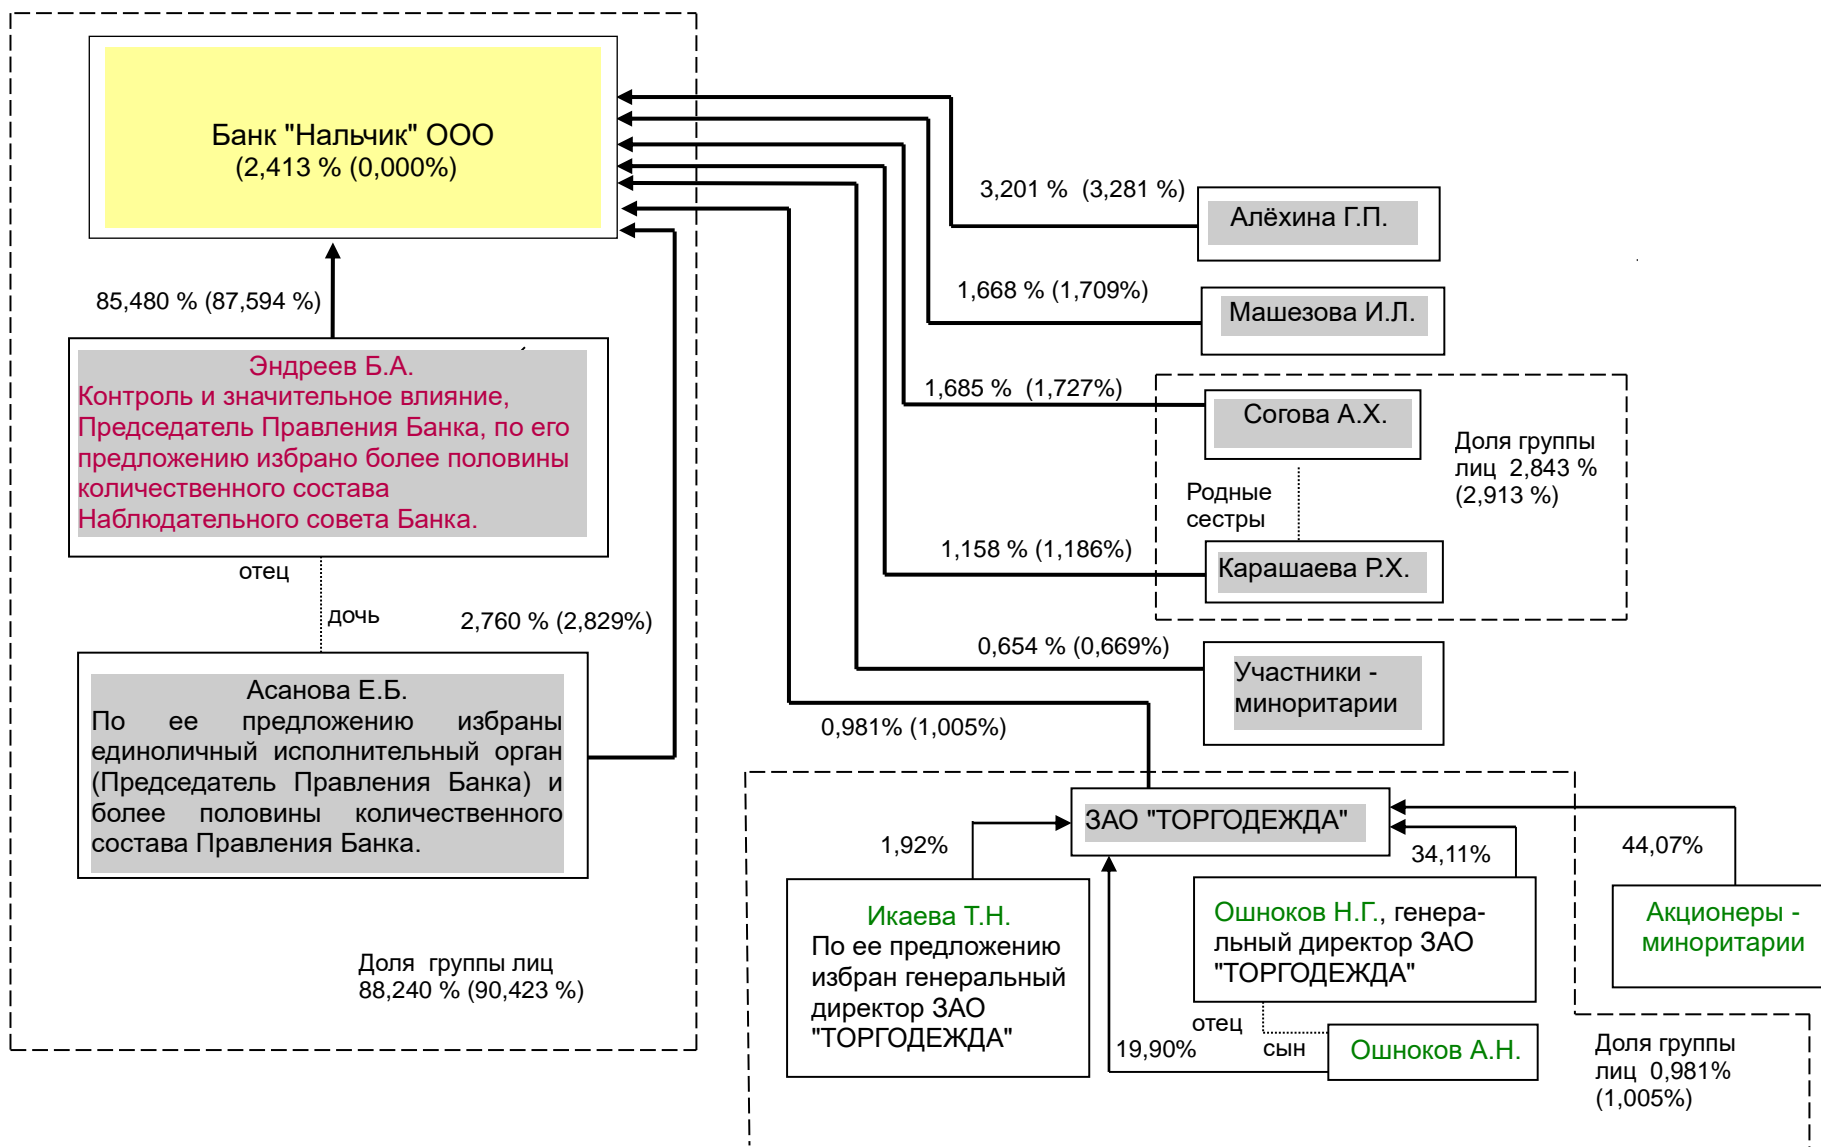 Банк "Нальчик" ООО
(2,413 % (0,000%)
85,480 % (87,594 %)
Эндреев Б.А.
Контроль и значительное влияние,
Председатель Правления Банка, по его
предложению избрано более половины
количественного состава
Наблюдательного совета Банка.
отец
дочь
2,760 % (2,829%)
Асанова Е.Б.
По ее предложению избраны
единоличный исполнительный орган
(Председатель Правления Банка) и
более половины количественного
состава Правления Банка.
Доля группы лиц
88,240 % (90,423 %)
3,201 % (3,281 %)
Алёхина Г.П.
1,668 % (1,709%)
Машезова И.Л.
1,685 % (1,727%)
Согова А.Х.
Родные
сестры
Доля группы
лиц 2,843 %
(2,913 %)
1,158 % (1,186%)
Карашаева Р.Х.
0,654 % (0,669%)
Участники -
миноритарии
0,981% (1,005%)
ЗАО "ТОРГОДЕЖДА"
1,92%
34,11%
44,07%
Икаева Т.Н.
По ее предложению
избран генеральный
директор ЗАО
"ТОРГОДЕЖДА"
Ошноков Н.Г., генера-
льный директор ЗАО
"ТОРГОДЕЖДА"
Акционеры -
миноритарии
отец
сын
19,90%
Ошноков А.Н.
Доля группы
лиц 0,981%
(1,005%)